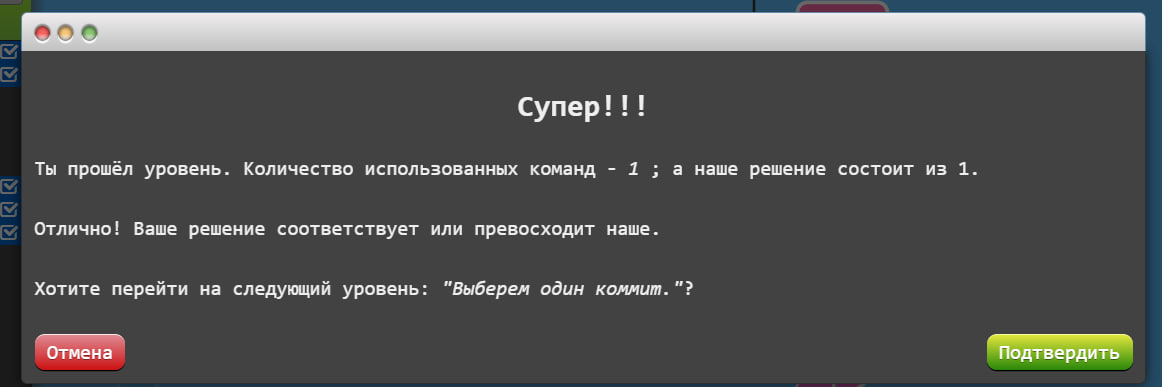 Супер!!!
Ты прошёл уровень. Количество использованных команд - 1 ; а наше решение состоит из 1.
Отлично! Ваше решение соответствует или превосходит наше.
Хотите перейти на следующий уровень: "Выберем один коммит."?
Отмена
Подтвердить